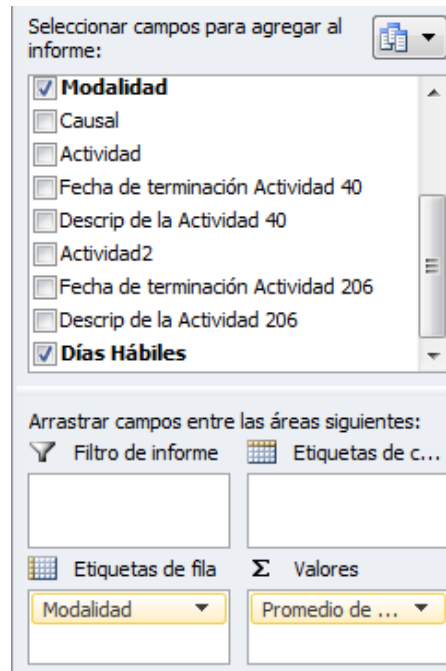 Seleccionar campos para agregar al
informe:
Modalidad
Causal
Actividad
Fecha de terminación Actividad 40
Descrip de la Actividad 40
Actividad2
Fecha de terminación Actividad 206
Descrip de la Actividad 206
Días Hábiles
Arrastrar campos entre las áreas siguientes:
Filtro de informe
Etiquetas de c...
Etiquetas de fila
Σ Valores
Modalidad
Promedio de ...